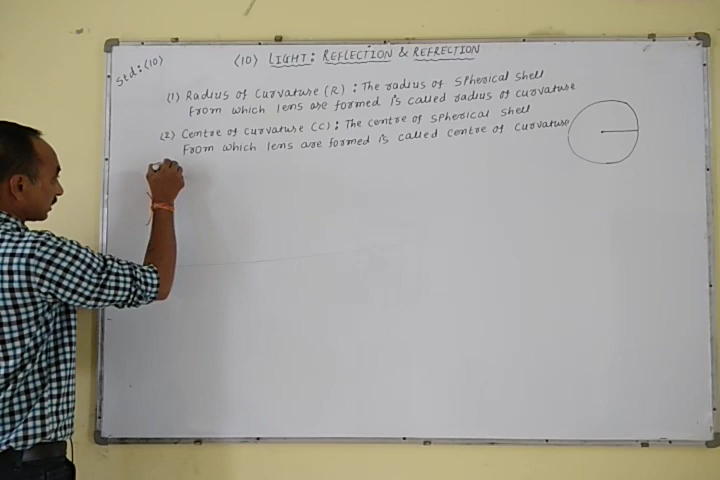 Std:(10)
(10) LIGHT: REFLECTION & REFRECTION
(1) Radius of Curvature (R) : The radius of Spherical shell
from which lens are formed is called radius of curvature
(2) Centre of Curvature (C) : The centre of spherical shell
from which lens are formed is called centre of curvature